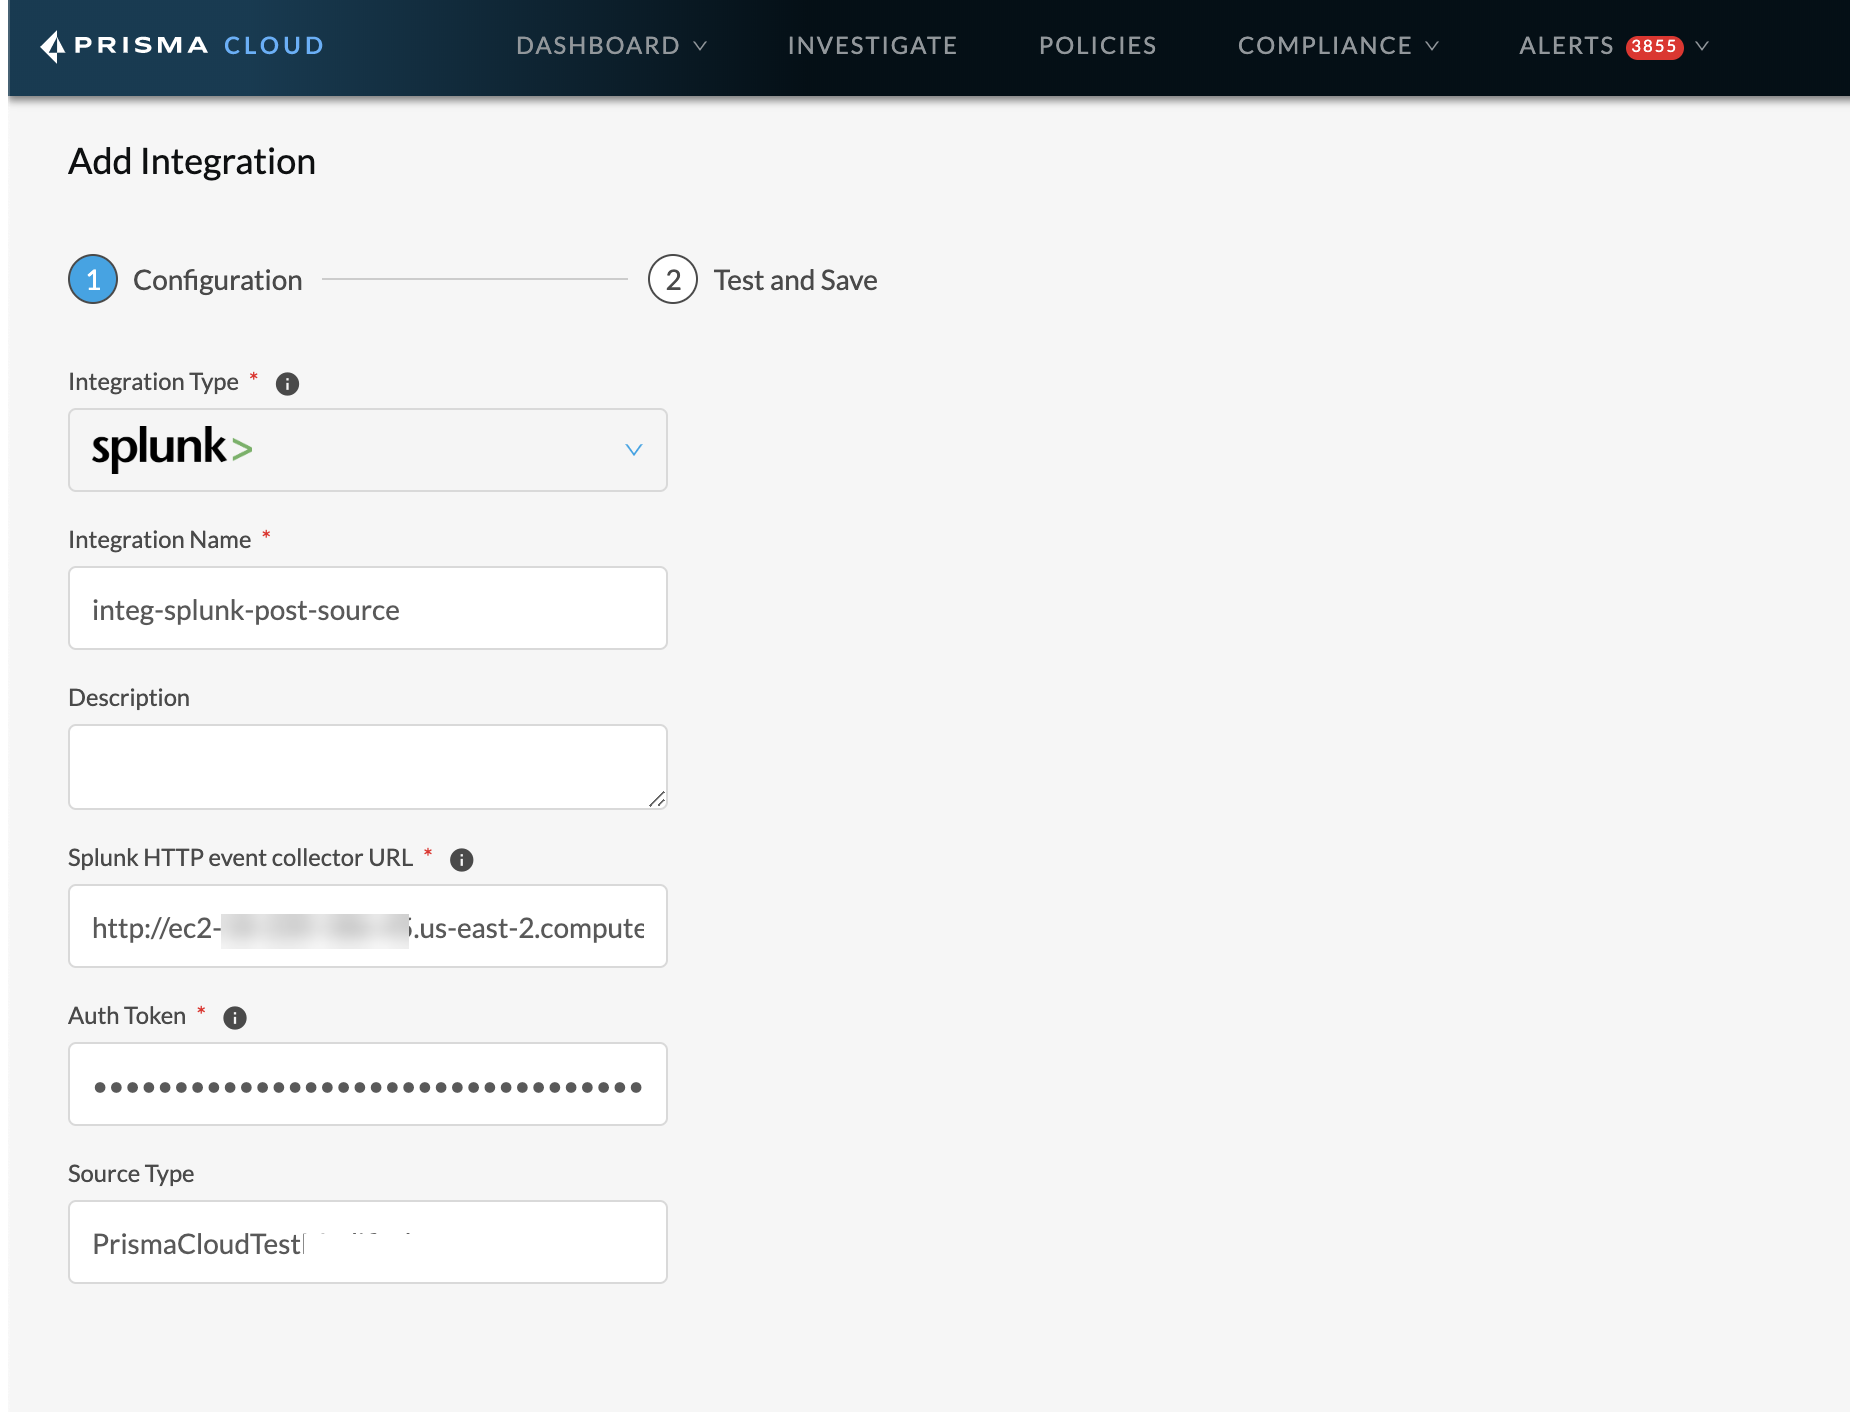 PRISMA CLOUD DASHBOARD INVESTIGATE POLICIES COMPLIANCE ALERTS 3855
Add Integration
1 Configuration 2 Test and Save
Integration Type *
splunk>
Integration Name *
integ-splunk-post-source
Description
Splunk HTTP event collector URL *
http://ec2- .us-east-2.compute
Auth Token *
Source Type
PrismaCloudTest